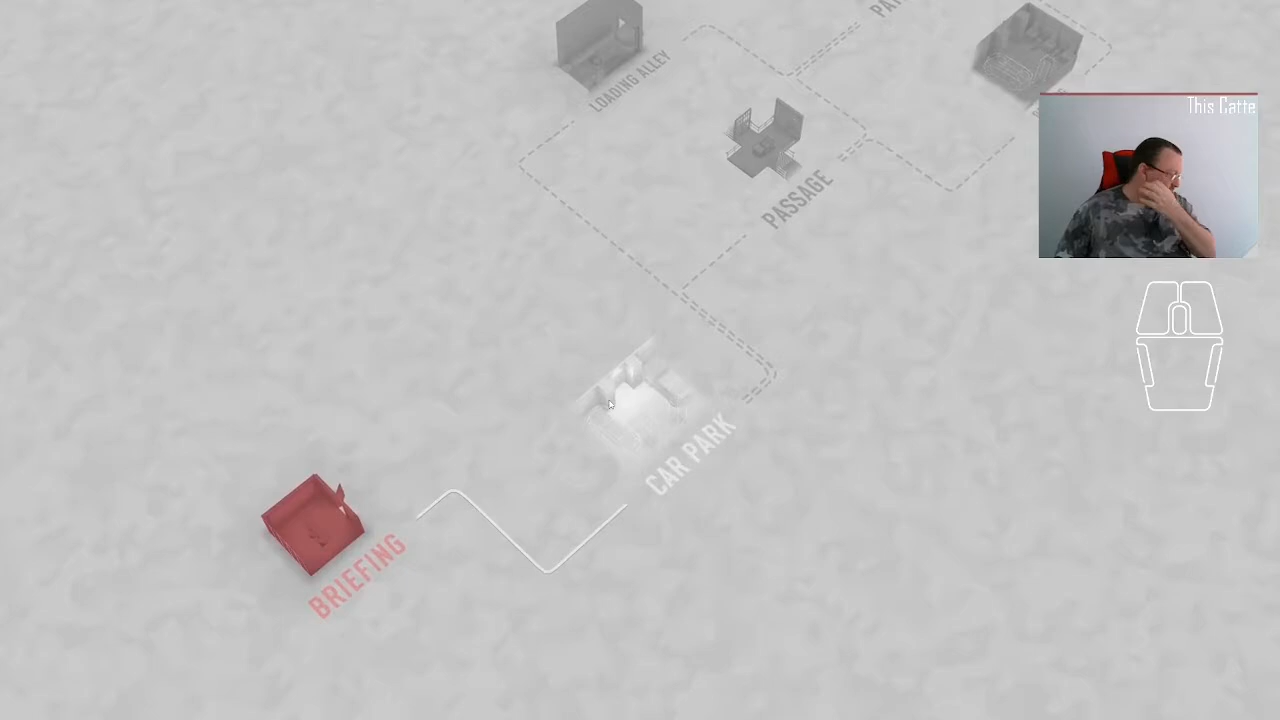 LOADING ALLEY
PASSAGE
This Catte
CAR PARK
BRIEFING